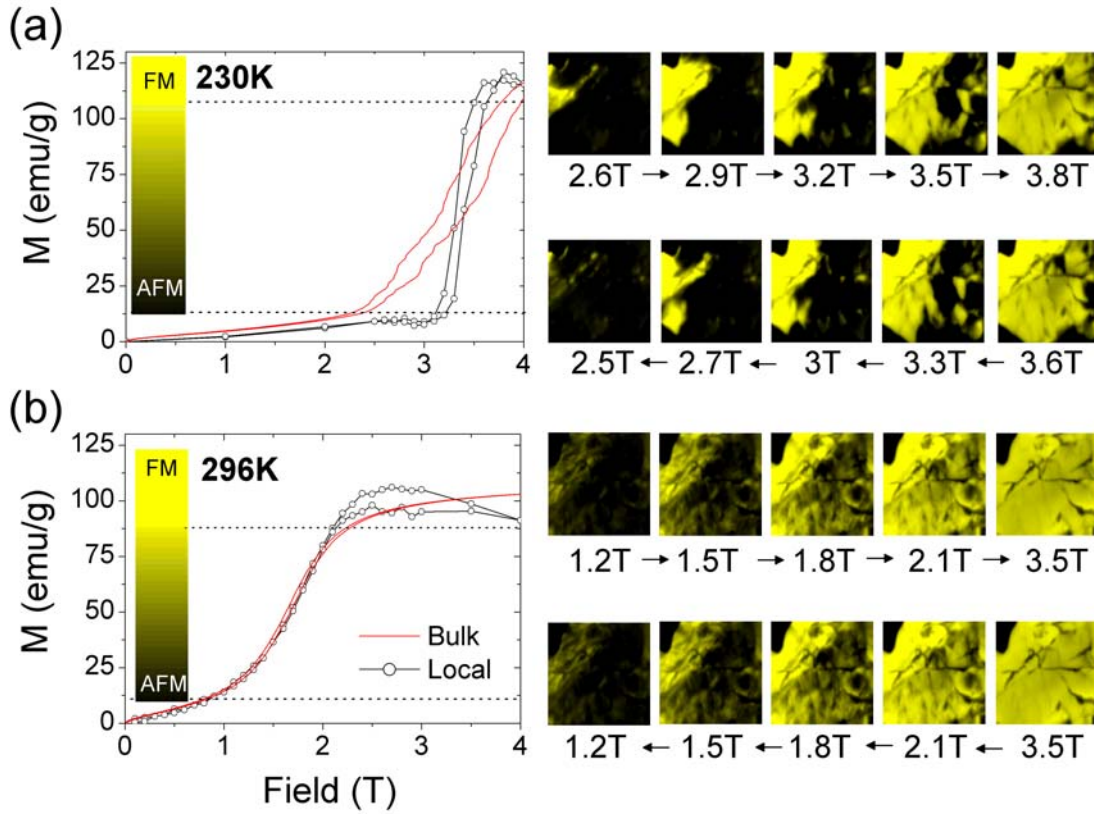 (a)
M (emu/g)
125
100
75
50
25
0
FM
230K
AFM
0 1 2 3 4
2.6T → 2.9T → 3.2T → 3.5T → 3.8T
2.5T ← 2.7T ← 3T ← 3.3T ← 3.6T
(b)
M (emu/g)
125
100
75
50
25
0
FM
296K
AFM
Bulk
Local
0 1 2 3 4
Field (T)
1.2T → 1.5T → 1.8T → 2.1T → 3.5T
1.2T ← 1.5T ← 1.8T ← 2.1T ← 3.5T